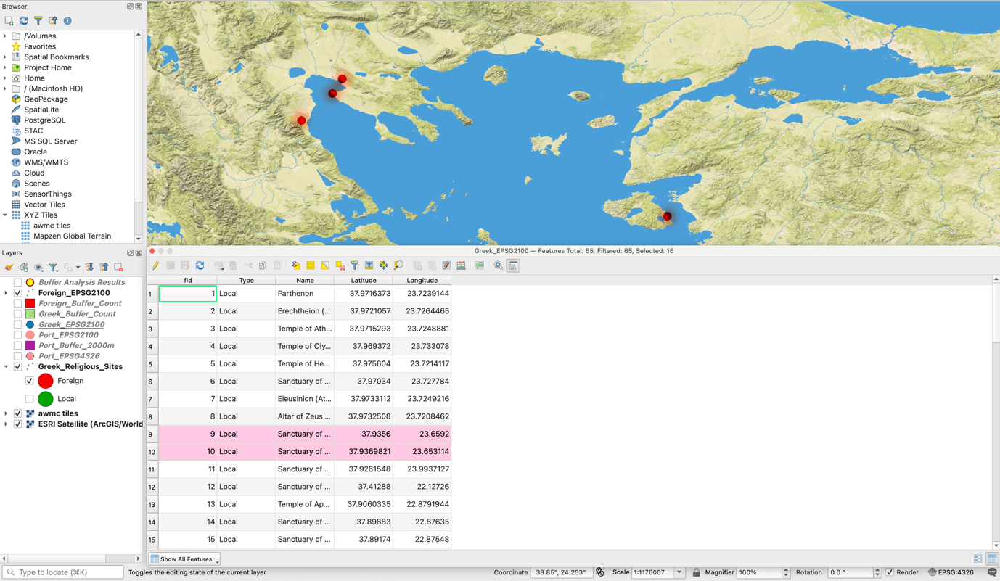 Browser
/Volumes
Favorites
Spatial Bookmarks
Project Home
Home
/ (Macintosh HD)
GeoPackage
SpatiaLite
PostgreSQL
STAC
MS SQL Server
Oracle
WMS/WMTS
Cloud
Scenes
SensorThings
Vector Tiles
XYZ Tiles
awmc tiles
Mapzen Global Terrain
Layers
Buffer Analysis Results
Foreign_EPSG2100
Foreign_Buffer_Count
Greek_Buffer_Count
Greek_EPSG2100
Port_EPSG2100
Port_Buffer_2000m
Port_EPSG4326
Greek_Religious_Sites
Foreign
Local
awmc tiles
ESRI Satellite (ArcGIS/World
Greek_EPSG2100 — Features Total: 65, Filtered: 65, Selected: 16
fid Type Name Latitude Longitude
1 1 Local Parthenon 37.9716373 23.7239144
2 2 Local Erechtheion (... 37.9721057 23.7264465
3 3 Local Temple of Ath... 37.9715293 23.7248881
4 4 Local Temple of Oly... 37.969372 23.733078
5 5 Local Temple of He... 37.975604 23.7214117
6 6 Local Sanctuary of ... 37.97034 23.727784
7 7 Local Eleusinion (At... 37.9733112 23.7249216
8 8 Local Altar of Zeus ... 37.9732508 23.7208462
9 9 Local Sanctuary of ... 37.9356 23.6592
10 10 Local Sanctuary of ... 37.9369821 23.653114
11 11 Local Sanctuary of ... 37.9261548 23.9937127
12 12 Local Sanctuary of ... 37.41288 22.12726
13 13 Local Temple of Ap... 37.9060335 22.8791944
14 14 Local Sanctuary of ... 37.89883 22.87635
15 15 Local Sanctuary of ... 37.89174 22.87548
Show All Features
Type to locate (⌘K) Toggles the editing state of the current layer Coordinate 38.85°, 24.253° Scale 1:1176007 Magnifier 100% Rotation 0.0 ° Render EPSG:4326